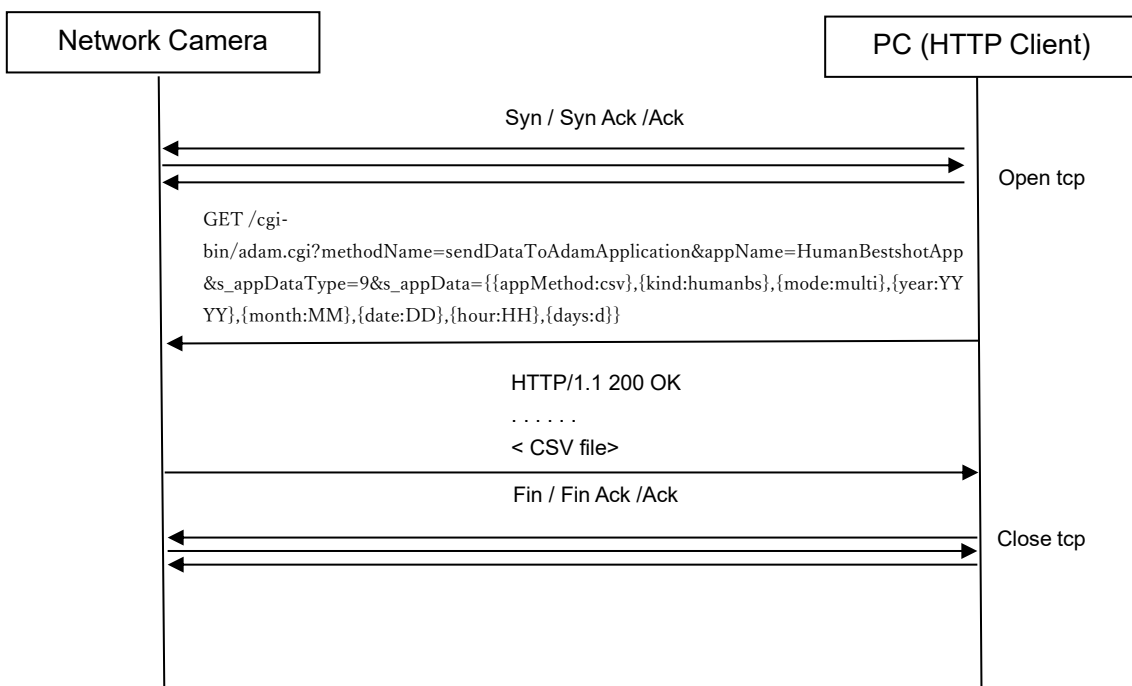 Network Camera
PC (HTTP Client)
Syn / Syn Ack /Ack
Open tcp
GET /cgi-
bin/adam.cgi?methodName=sendDataToAdamApplication&appName=HumanBestshotApp
&s_appDataType=9&s_appData={{appMethod:csv},{kind:humanbs},{mode:multi},{year:YY
YY},{month:MM},{date:DD},{hour:HH},{days:d}}
HTTP/1.1 200 OK
. . . . . .
< CSV file>
Fin / Fin Ack /Ack
Close tcp